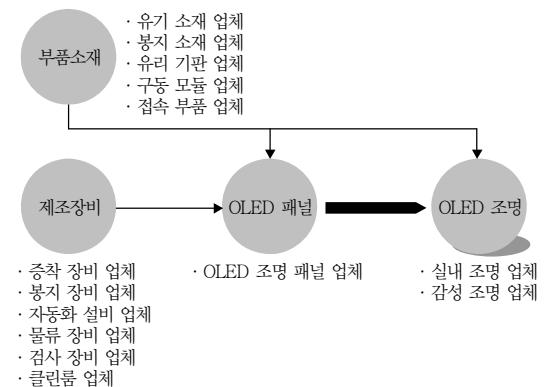 부품소재
· 유기 소재 업체
· 봉지 소재 업체
· 유리 기판 업체
· 구동 모듈 업체
· 접속 부품 업체
제조장비
OLED 패널
OLED 조명
· 증착 장비 업체
· 봉지 장비 업체
· 자동화 설비 업체
· 물류 장비 업체
· 검사 장비 업체
· 클린룸 업체
· OLED 조명 패널 업체
· 실내 조명 업체
· 감성 조명 업체